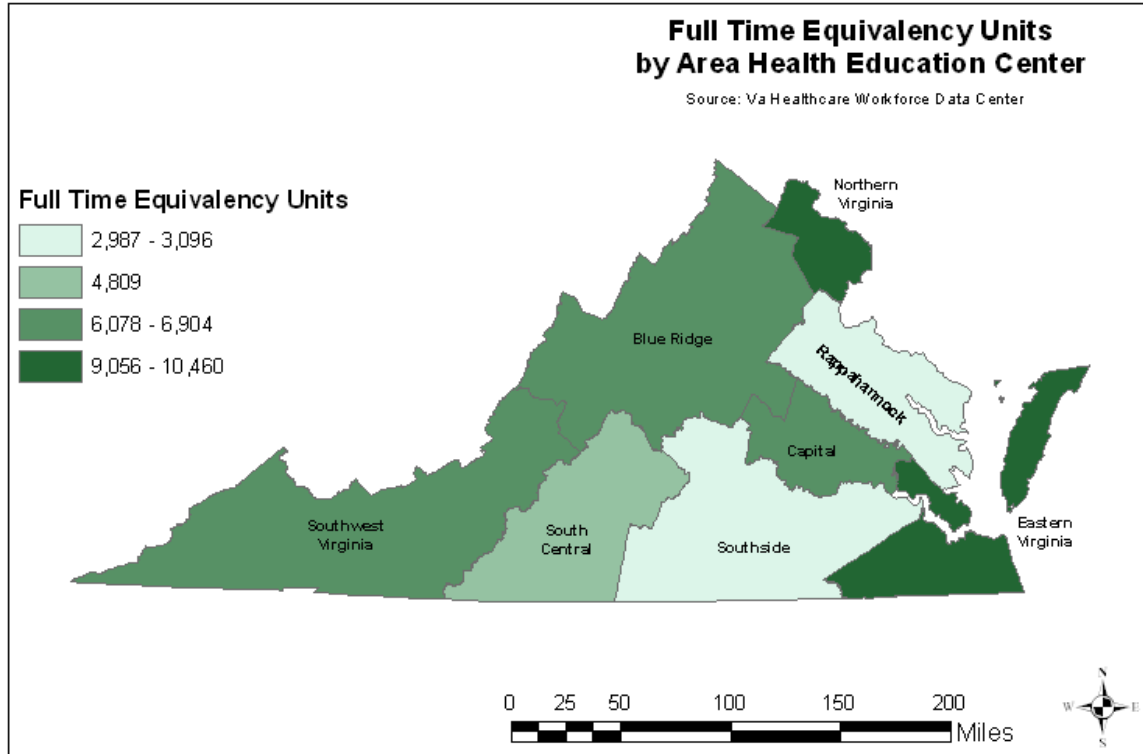 Full Time Equivalency Units
by Area Health Education Center
Source: Va Healthcare Workforce Data Center
Full Time Equivalency Units
2,987 - 3,096
4,809
6,078 - 6,904
9,056 - 10,460
Northern
Virginia
Blue Ridge
Rappahannock
Capital
Southwest
Virginia
South
Central
Southside
Eastern
Virginia
0 25 50 100 150 200
Miles
N
W E
S